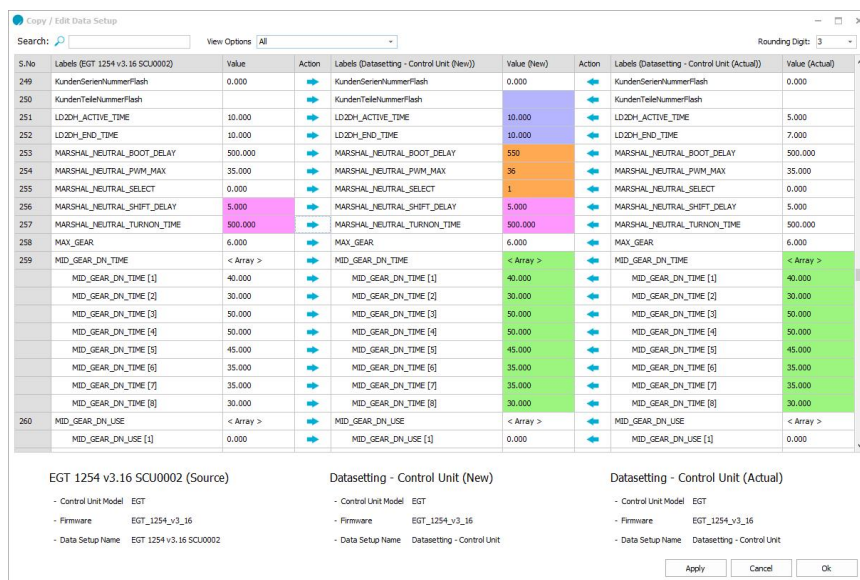 Copy / Edit Data Setup
Search: View Options All Rounding Digit: 3
S.No Labels (EGT 1254 v3.16 SCU0002) Value Action Labels (Datasetting - Control Unit (New)) Value (New) Action Labels (Datasetting - Control Unit (Actual)) Value (Actual)
249 KundenSerienNummerFlash 0.000 KundenSerienNummerFlash 0.000 KundenSerienNummerFlash 0.000
250 KundenTeileNummerFlash KundenTeileNummerFlash KundenTeileNummerFlash
251 LD2DH_ACTIVE_TIME 10.000 LD2DH_ACTIVE_TIME 10.000 LD2DH_ACTIVE_TIME 5.000
252 LD2DH_END_TIME 10.000 LD2DH_END_TIME 10.000 LD2DH_END_TIME 7.000
253 MARSHAL_NEUTRAL_BOOT_DELAY 500.000 MARSHAL_NEUTRAL_BOOT_DELAY 550 MARSHAL_NEUTRAL_BOOT_DELAY 500.000
254 MARSHAL_NEUTRAL_PWM_MAX 35.000 MARSHAL_NEUTRAL_PWM_MAX 36 MARSHAL_NEUTRAL_PWM_MAX 35.000
255 MARSHAL_NEUTRAL_SELECT 0.000 MARSHAL_NEUTRAL_SELECT 1 MARSHAL_NEUTRAL_SELECT 0.000
256 MARSHAL_NEUTRAL_SHIFT_DELAY 5.000 MARSHAL_NEUTRAL_SHIFT_DELAY 5.000 MARSHAL_NEUTRAL_SHIFT_DELAY 5.000
257 MARSHAL_NEUTRAL_TURNON_TIME 500.000 MARSHAL_NEUTRAL_TURNON_TIME 500.000 MARSHAL_NEUTRAL_TURNON_TIME 500.000
258 MAX_GEAR 6.000 MAX_GEAR 6.000 MAX_GEAR 6.000
259 MID_GEAR_DN_TIME < Array > MID_GEAR_DN_TIME < Array > MID_GEAR_DN_TIME < Array >
MID_GEAR_DN_TIME [1] 40.000 MID_GEAR_DN_TIME [1] 40.000 MID_GEAR_DN_TIME [1] 40.000
MID_GEAR_DN_TIME [2] 30.000 MID_GEAR_DN_TIME [2] 30.000 MID_GEAR_DN_TIME [2] 30.000
MID_GEAR_DN_TIME [3] 50.000 MID_GEAR_DN_TIME [3] 50.000 MID_GEAR_DN_TIME [3] 50.000
MID_GEAR_DN_TIME [4] 50.000 MID_GEAR_DN_TIME [4] 50.000 MID_GEAR_DN_TIME [4] 50.000
MID_GEAR_DN_TIME [5] 45.000 MID_GEAR_DN_TIME [5] 45.000 MID_GEAR_DN_TIME [5] 45.000
MID_GEAR_DN_TIME [6] 35.000 MID_GEAR_DN_TIME [6] 35.000 MID_GEAR_DN_TIME [6] 35.000
MID_GEAR_DN_TIME [7] 35.000 MID_GEAR_DN_TIME [7] 35.000 MID_GEAR_DN_TIME [7] 35.000
MID_GEAR_DN_TIME [8] 30.000 MID_GEAR_DN_TIME [8] 30.000 MID_GEAR_DN_TIME [8] 30.000
260 MID_GEAR_DN_USE < Array > MID_GEAR_DN_USE < Array > MID_GEAR_DN_USE < Array >
MID_GEAR_DN_USE [1] 0.000 MID_GEAR_DN_USE [1] 0.000 MID_GEAR_DN_USE [1] 0.000
EGT 1254 v3.16 SCU0002 (Source) Datasetting - Control Unit (New) Datasetting - Control Unit (Actual)
- Control Unit Model EGT - Control Unit Model EGT - Control Unit Model EGT
- Firmware EGT_1254_v3_16 - Firmware EGT_1254_v3_16 - Firmware EGT_1254_v3_16
- Data Setup Name EGT 1254 v3.16 SCU0002 - Data Setup Name Datasetting - Control Unit - Data Setup Name Datasetting - Control Unit
Apply Cancel Ok